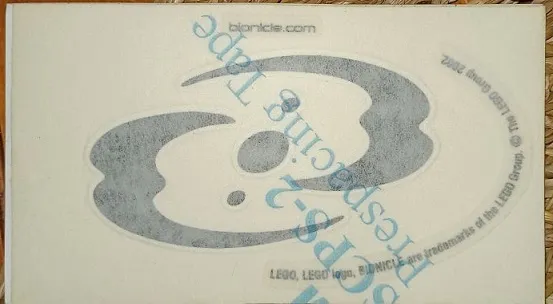 bionicle.com
© The LEGO Group 2002.
LEGO, LEGO logo, BIONICLE are trademarks of the LEGO Group.
SCPS-2
Prespacing Tape